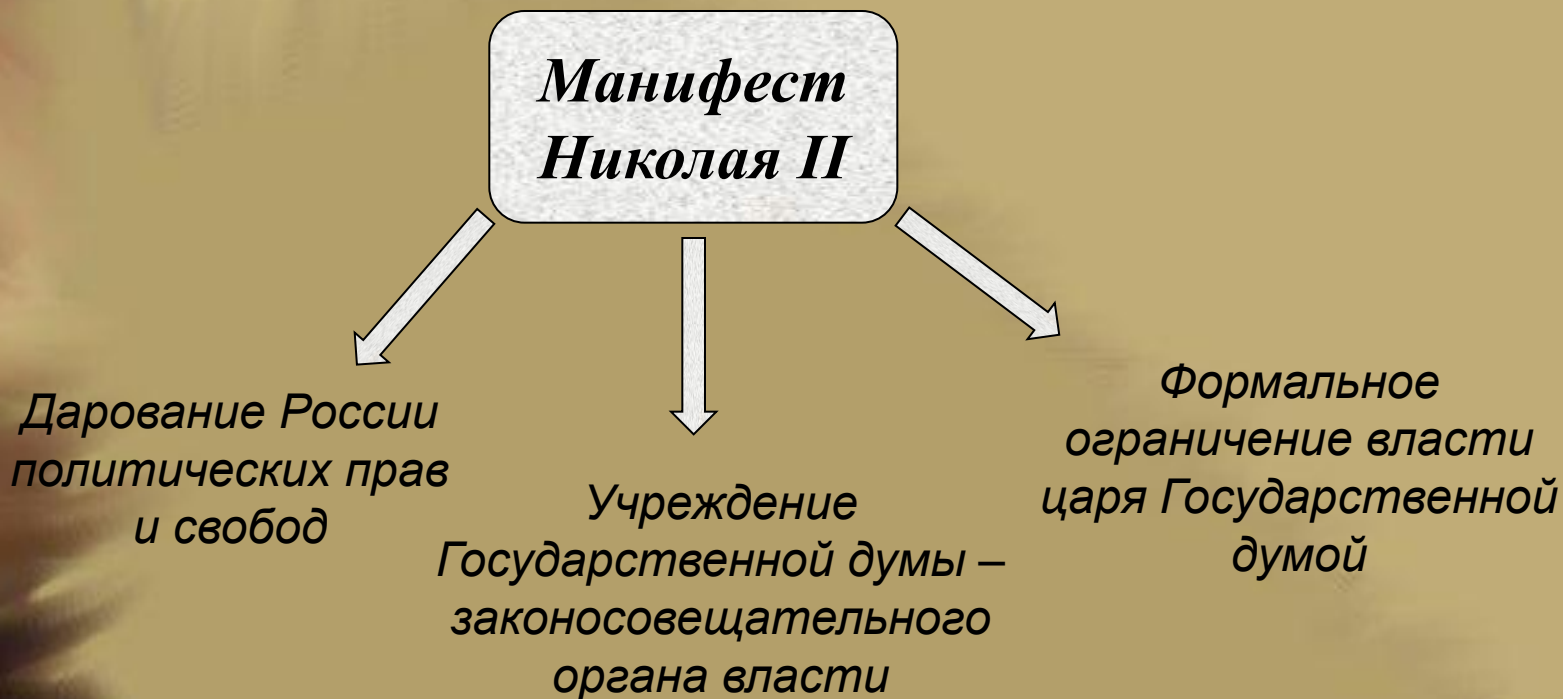 Манифест
Николая II
Дарование России
политических прав
и свобод
Учреждение
Государственной думы –
законосовещательного
органа власти
Формальное
ограничение власти
царя Государственной
думой